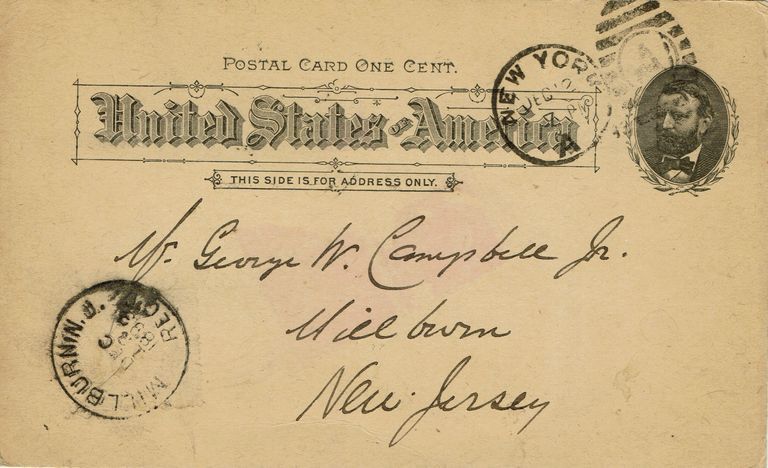 POSTAL CARD ONE CENT.
United States of America
THIS SIDE IS FOR ADDRESS ONLY.
NEW YORK
DEC
A
Mr. George W. Campbell Jr.
Millburn
New Jersey
MILLBURN N.J.
REC'D